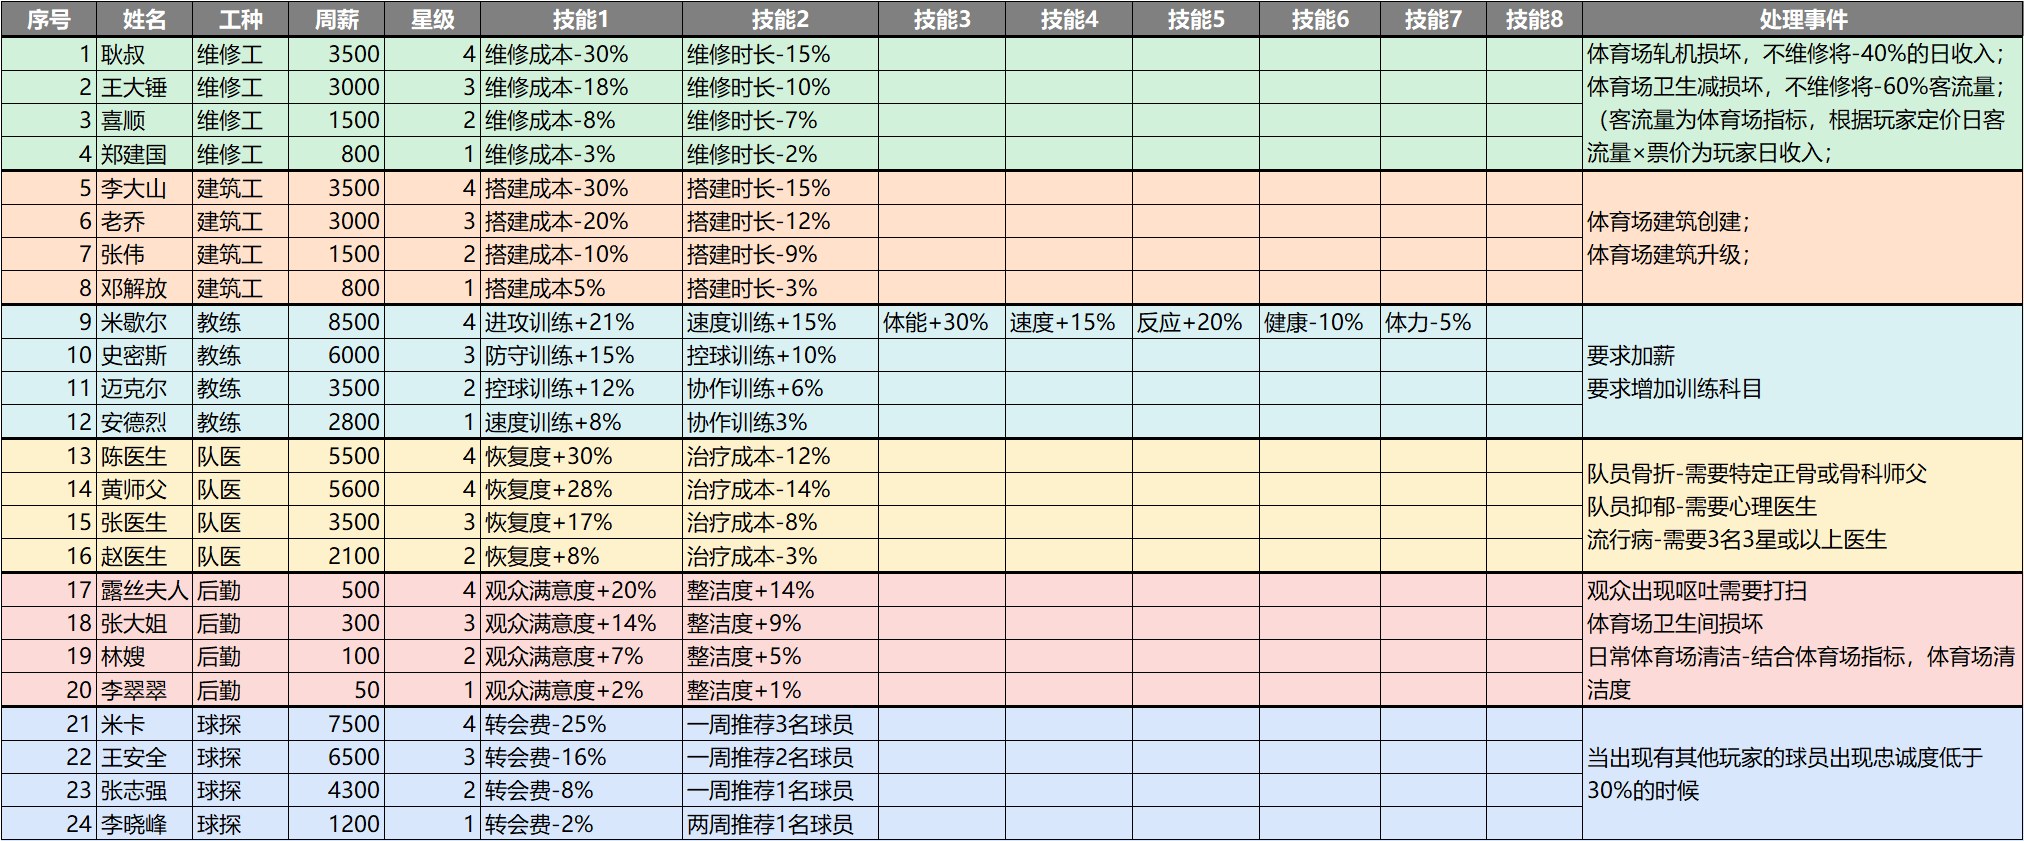 序号 姓名 工种 周薪 星级 技能1 技能2 技能3 技能4 技能5 技能6 技能7 技能8 处理事件
1 耿叔 维修工 3500 4 维修成本-30% 维修时长-15%
2 王大锤 维修工 3000 3 维修成本-18% 维修时长-10%
3 喜顺 维修工 1500 2 维修成本-8% 维修时长-7%
4 郑建国 维修工 800 1 维修成本-3% 维修时长-2%
体育场轧机损坏，不维修将-40%的日收入；
体育场卫生减损坏，不维修将-60%客流量；
（客流量为体育场指标，根据玩家定价日客
流量×票价为玩家日收入；
5 李大山 建筑工 3500 4 搭建成本-30% 搭建时长-15%
6 老乔 建筑工 3000 3 搭建成本-20% 搭建时长-12%
7 张伟 建筑工 1500 2 搭建成本-10% 搭建时长-9%
8 邓解放 建筑工 800 1 搭建成本5% 搭建时长-3%
体育场建筑创建；
体育场建筑升级；
9 米歇尔 教练 8500 4 进攻训练+21% 速度训练+15% 体能+30% 速度+15% 反应+20% 健康-10% 体力-5%
10 史密斯 教练 6000 3 防守训练+15% 控球训练+10%
11 迈克尔 教练 3500 2 控球训练+12% 协作训练+6%
12 安德烈 教练 2800 1 速度训练+8% 协作训练3%
要求加薪
要求增加训练科目
13 陈医生 队医 5500 4 恢复度+30% 治疗成本-12%
14 黄师父 队医 5600 4 恢复度+28% 治疗成本-14%
15 张医生 队医 3500 3 恢复度+17% 治疗成本-8%
16 赵医生 队医 2100 2 恢复度+8% 治疗成本-3%
队员骨折-需要特定正骨或骨科师父
队员抑郁-需要心理医生
流行病-需要3名3星或以上医生
17 露丝夫人 后勤 500 4 观众满意度+20% 整洁度+14%
18 张大姐 后勤 300 3 观众满意度+14% 整洁度+9%
19 林嫂 后勤 100 2 观众满意度+7% 整洁度+5%
20 李翠翠 后勤 50 1 观众满意度+2% 整洁度+1%
观众出现呕吐需要打扫
体育场卫生间损坏
日常体育场清洁-结合体育场指标，体育场清
洁度
21 米卡 球探 7500 4 转会费-25% 一周推荐3名球员
22 王安全 球探 6500 3 转会费-16% 一周推荐2名球员
23 张志强 球探 4300 2 转会费-8% 一周推荐1名球员
24 李晓峰 球探 1200 1 转会费-2% 两周推荐1名球员
当出现有其他玩家的球员出现忠诚度低于
30%的时候